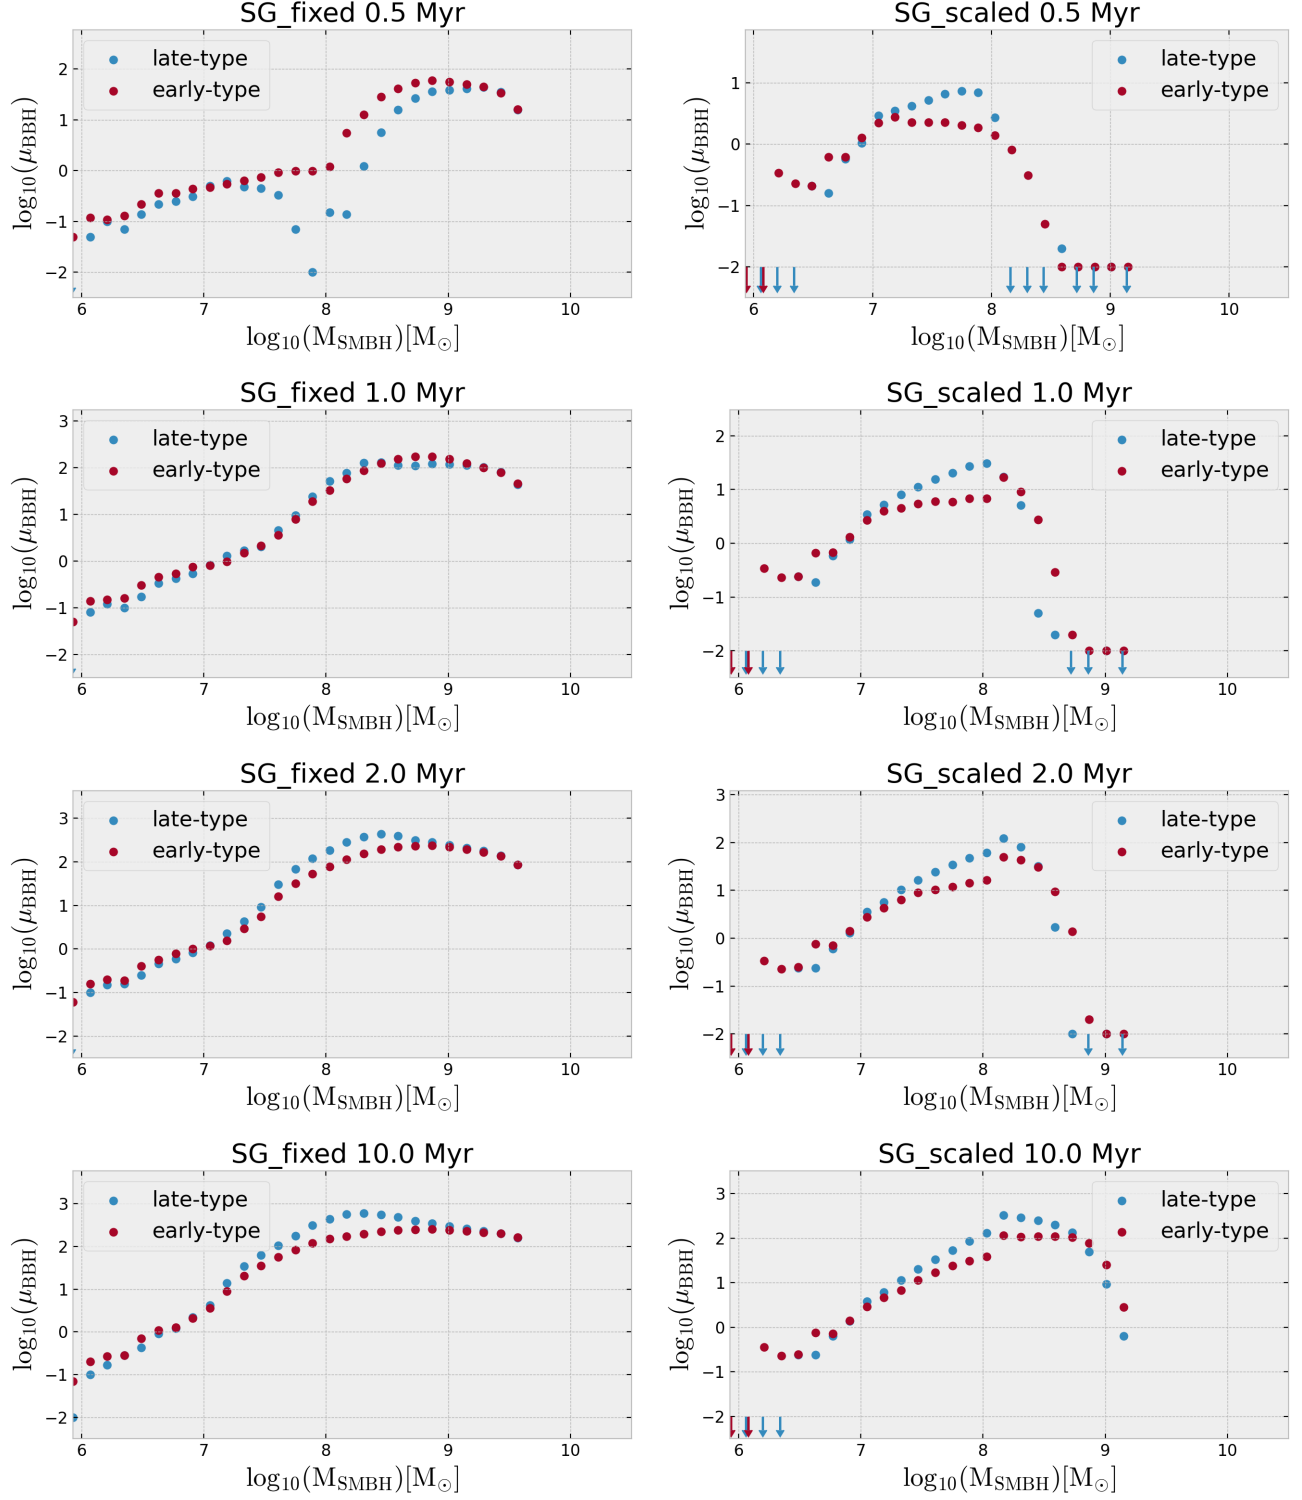 SG_fixed 0.5 Myr
late-type
early-type
2
1
0
−1
−2
log10(μBBH)
6 7 8 9 10
log10(MSMBH)[M⊙]
SG_scaled 0.5 Myr
late-type
early-type
1
0
−1
−2
log10(μBBH)
6 7 8 9 10
log10(MSMBH)[M⊙]
SG_fixed 1.0 Myr
late-type
early-type
3
2
1
0
−1
−2
log10(μBBH)
6 7 8 9 10
log10(MSMBH)[M⊙]
SG_scaled 1.0 Myr
late-type
early-type
2
1
0
−1
−2
log10(μBBH)
6 7 8 9 10
log10(MSMBH)[M⊙]
SG_fixed 2.0 Myr
late-type
early-type
3
2
1
0
−1
−2
log10(μBBH)
6 7 8 9 10
log10(MSMBH)[M⊙]
SG_scaled 2.0 Myr
late-type
early-type
3
2
1
0
−1
−2
log10(μBBH)
6 7 8 9 10
log10(MSMBH)[M⊙]
SG_fixed 10.0 Myr
late-type
early-type
3
2
1
0
−1
−2
log10(μBBH)
6 7 8 9 10
log10(MSMBH)[M⊙]
SG_scaled 10.0 Myr
late-type
early-type
3
2
1
0
−1
−2
log10(μBBH)
6 7 8 9 10
log10(MSMBH)[M⊙]